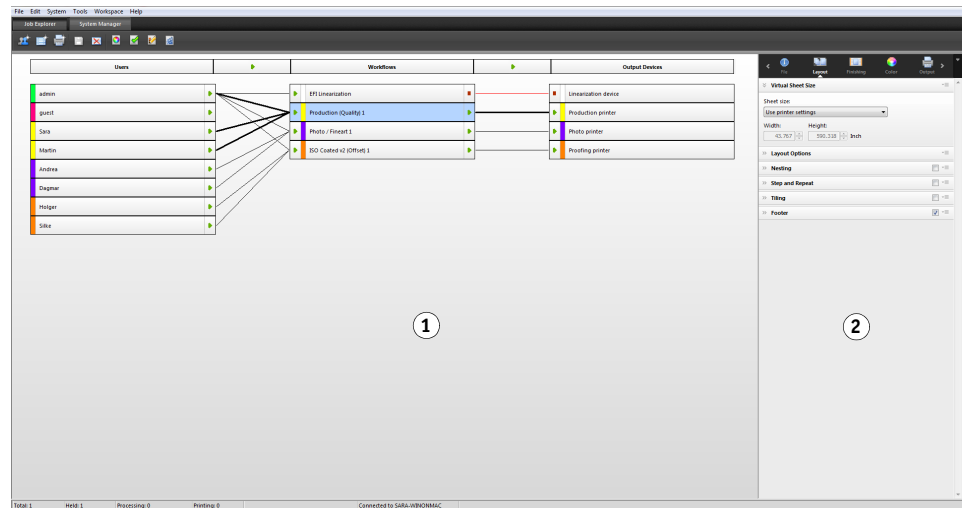 File Edit System Tools Workspace Help
Job Explorer System Manager
Users Workflows Output Devices
File Layout Finishing Color Output
Virtual Sheet Size
Sheet size:
Use printer settings
Width: Height:
43.767 590.318 Inch
Layout Options
Nesting
Step and Repeat
Tiling
Footer
admin EFI Linearization Linearization device
guest Production (Quality) 1 Production printer
Sara Photo / Fineart 1 Photo printer
Martin ISO Coated v2 (Offset) 1 Proofing printer
Andrea
Dagmar
Holger
Silke
1
2
Total: 1 Held: 1 Processing: 0 Printing: 0 Connected to SARA-WINONMAC